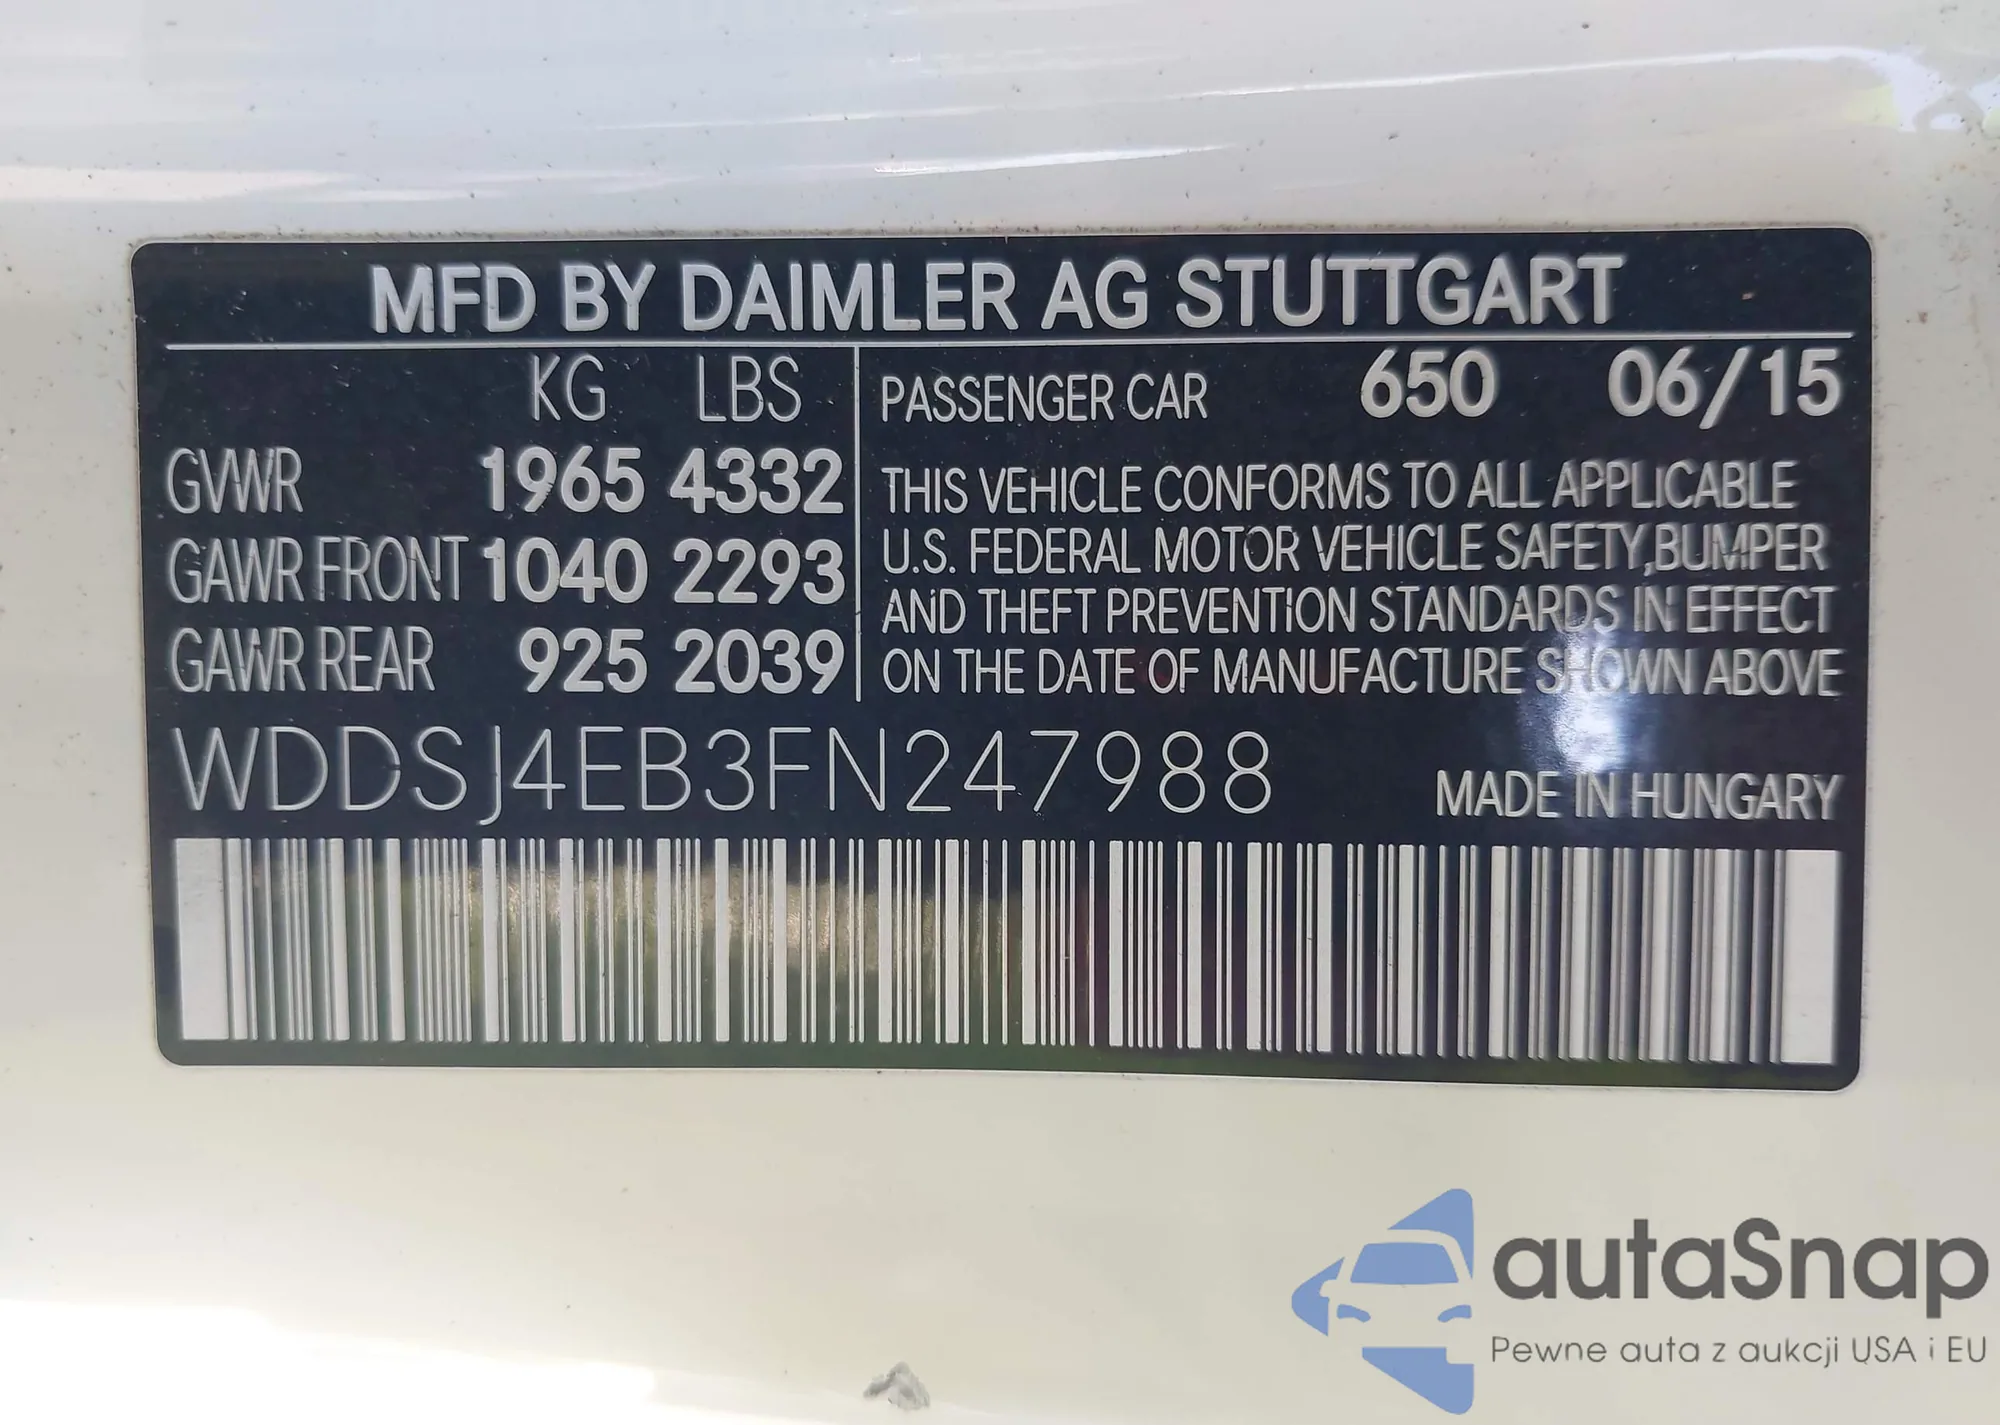 MFD BY DAIMLER AG STUTTGART
KG LBS
GVWR 1965 4332
GAWR FRONT 1040 2293
GAWR REAR 925 2039
PASSENGER CAR 650 06/15
THIS VEHICLE CONFORMS TO ALL APPLICABLE
U.S. FEDERAL MOTOR VEHICLE SAFETY,BUMPER
AND THEFT PREVENTION STANDARDS IN EFFECT
ON THE DATE OF MANUFACTURE SHOWN ABOVE
WDDSJ4EB3FN247988
MADE IN HUNGARY
autaSnap
Pewne auta z aukcji USA i EU